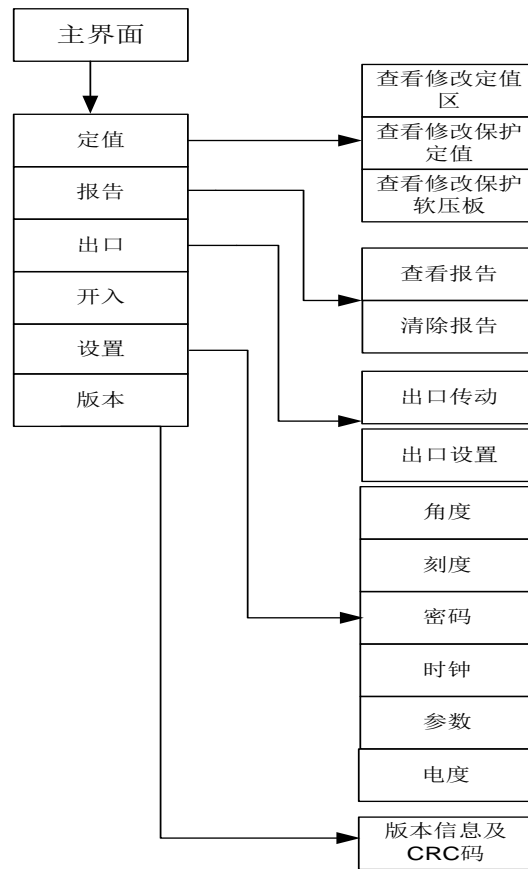 主界面
定值
报告
出口
开入
设置
版本
查看修改定值
区
查看修改保护
定值
查看修改保护
软压板
查看报告
清除报告
出口传动
出口设置
角度
刻度
密码
时钟
参数
电度
版本信息及
CRC码